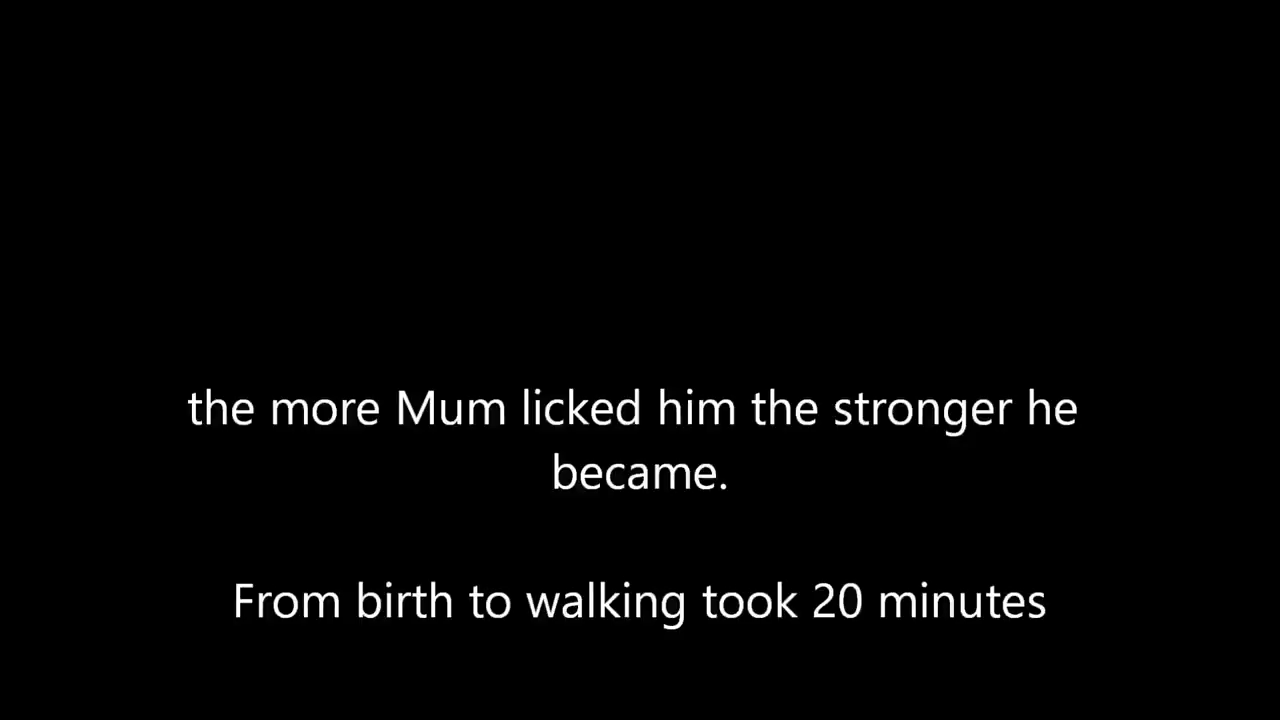 the more Mum licked him the stronger he
became.
From birth to walking took 20 minutes